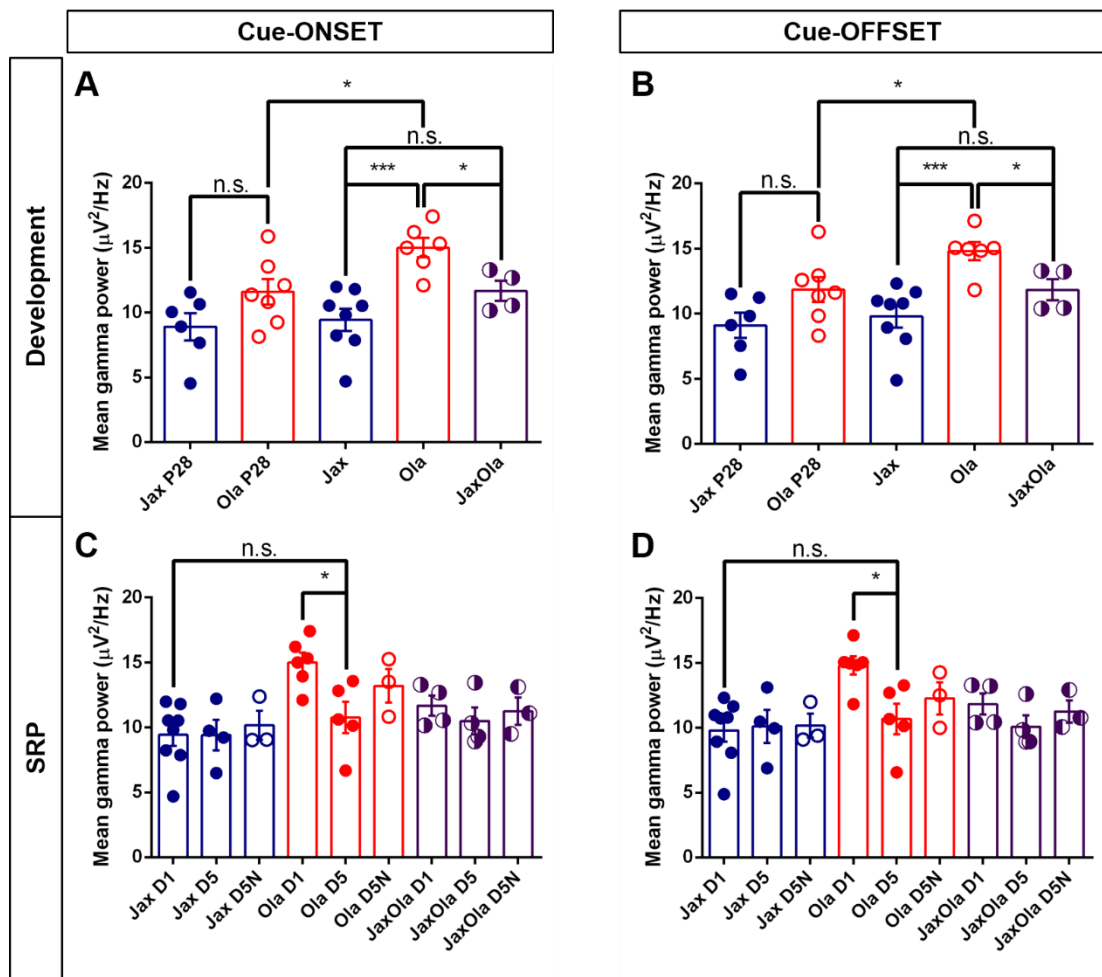 Cue-ONSET
Cue-OFFSET
Development
SRP
A
*
n.s.
n.s.
***
*
Mean gamma power (µV²/Hz)
20
15
10
5
0
Jax P28
Ola P28
Jax
Ola
JaxOla
B
*
n.s.
n.s.
***
*
Mean gamma power (µV²/Hz)
20
15
10
5
0
Jax P28
Ola P28
Jax
Ola
JaxOla
C
n.s.
*
Mean gamma power (µV²/Hz)
20
15
10
5
0
Jax D1
Jax D5
Jax D5N
Ola D1
Ola D5
Ola D5N
JaxOla D1
JaxOla D5
JaxOla D5N
D
n.s.
*
Mean gamma power (µV²/Hz)
20
15
10
5
0
Jax D1
Jax D5
Jax D5N
Ola D1
Ola D5
Ola D5N
JaxOla D1
JaxOla D5
JaxOla D5N